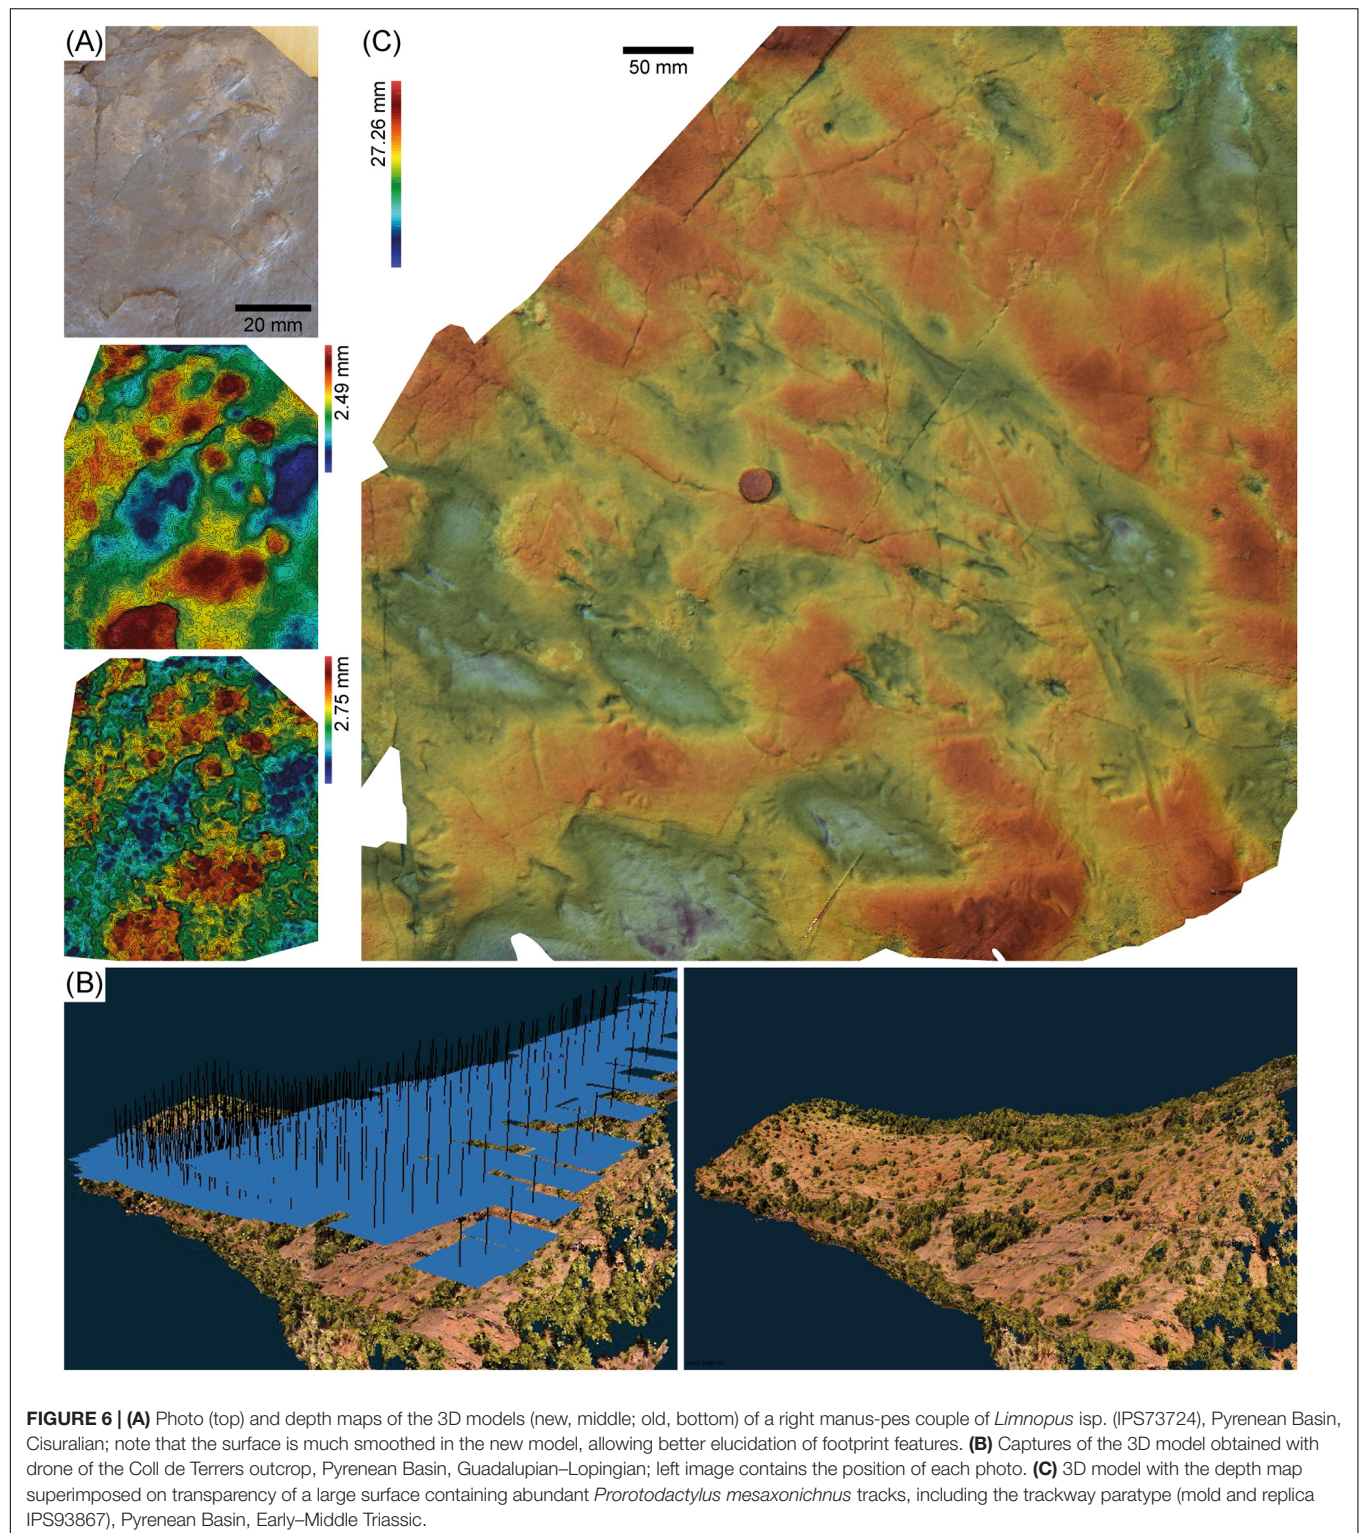 (A)
(C)
50 mm
27.26 mm
20 mm
2.49 mm
2.75 mm
(B)
FIGURE 6 | (A) Photo (top) and depth maps of the 3D models (new, middle; old, bottom) of a right manus-pes couple of Limnopus isp. (IPS73724), Pyrenean Basin,
Cisuralian; note that the surface is much smoothed in the new model, allowing better elucidation of footprint features. (B) Captures of the 3D model obtained with
drone of the Coll de Terrers outcrop, Pyrenean Basin, Guadalupian–Lopingian; left image contains the position of each photo. (C) 3D model with the depth map
superimposed on transparency of a large surface containing abundant Prorotodactylus mesaxonichnus tracks, including the trackway paratype (mold and replica
IPS93867), Pyrenean Basin, Early–Middle Triassic.